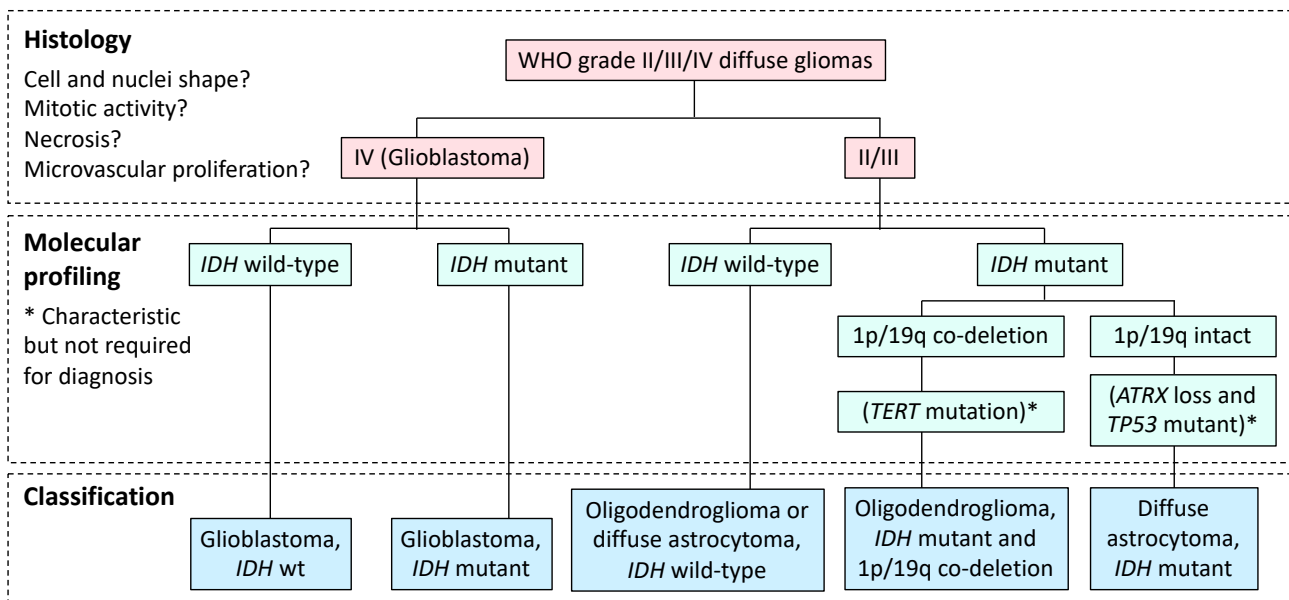 Histology
Cell and nuclei shape?
Mitotic activity?
Necrosis?
Microvascular proliferation?
WHO grade II/III/IV diffuse gliomas
IV (Glioblastoma)
II/III
Molecular
profiling
* Characteristic
but not required
for diagnosis
IDH wild-type
IDH mutant
IDH wild-type
IDH mutant
1p/19q co-deletion
1p/19q intact
(TERT mutation)*
(ATRX loss and
TP53 mutant)*
Classification
Glioblastoma,
IDH wt
Glioblastoma,
IDH mutant
Oligodendroglioma or
diffuse astrocytoma,
IDH wild-type
Oligodendroglioma,
IDH mutant and
1p/19q co-deletion
Diffuse
astrocytoma,
IDH mutant